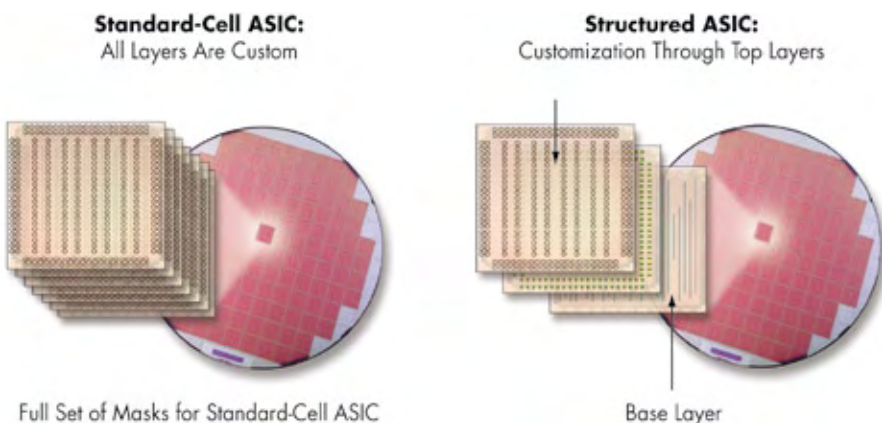 Standard-Cell ASIC:
All Layers Are Custom
Structured ASIC:
Customization Through Top Layers
Full Set of Masks for Standard-Cell ASIC
Base Layer